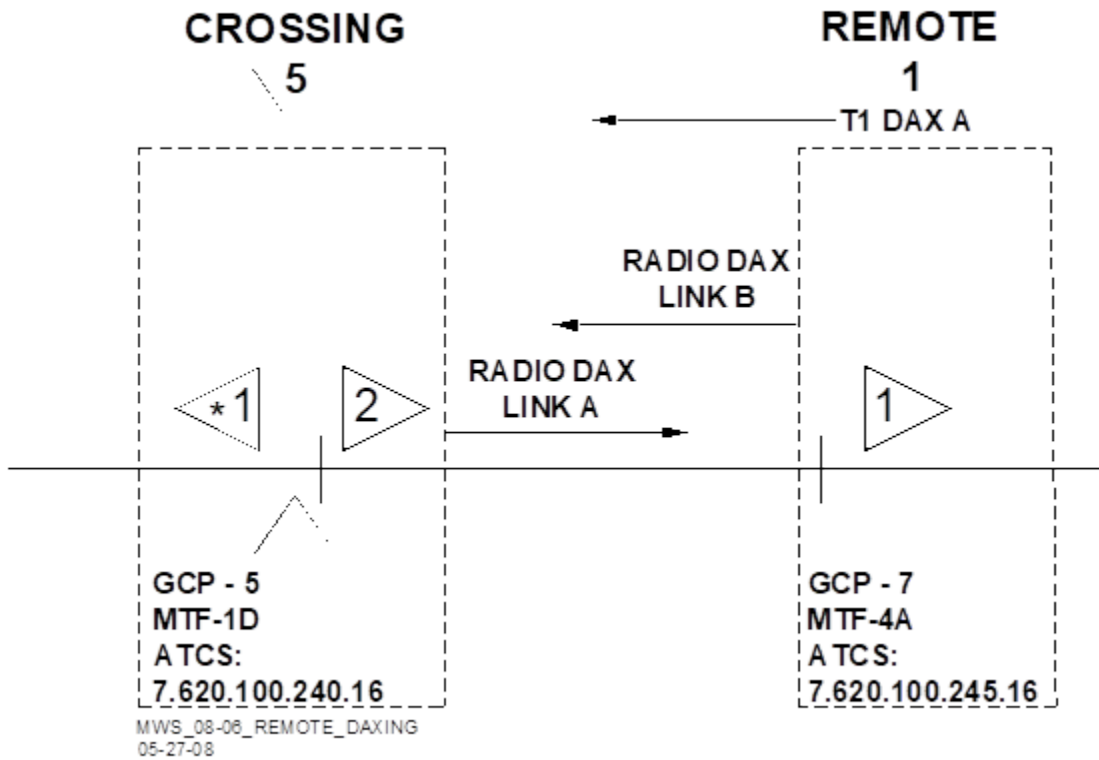 CROSSING
5
REMOTE
1
T1 DAX A
RADIO DAX
LINK B
RADIO DAX
LINK A
*1
2
1
GCP - 5
MTF-1D
ATCS:
7.620.100.240.16
GCP - 7
MTF-4A
ATCS:
7.620.100.245.16
MWS_08-06_REMOTE_DAXING
05-27-08